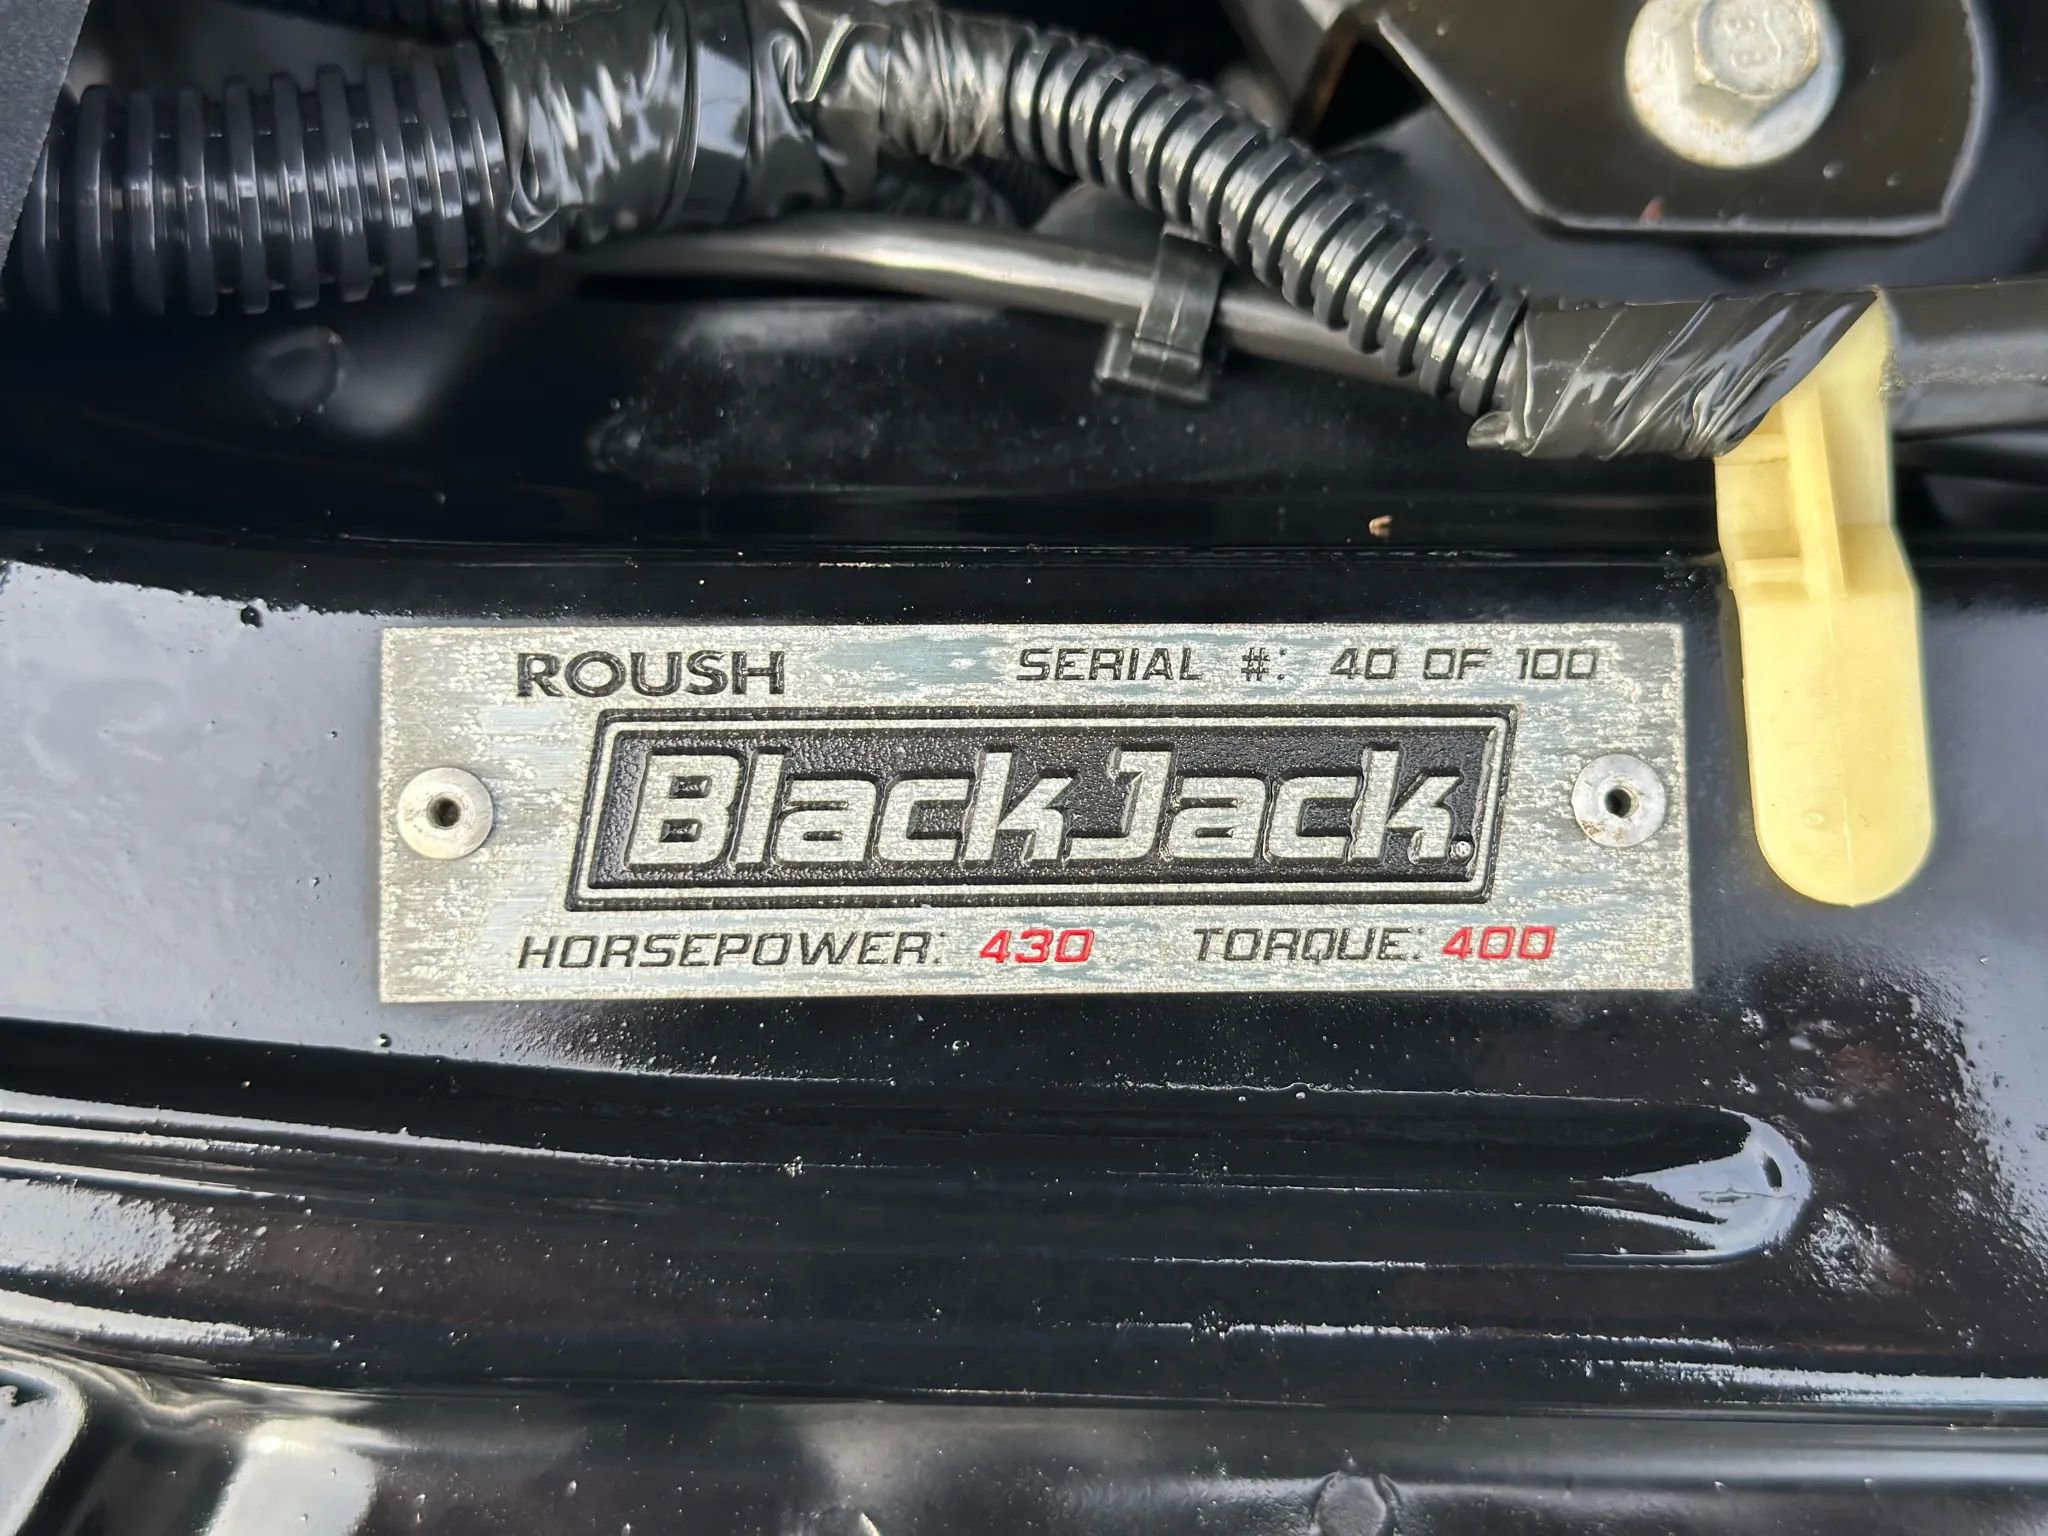 ROUSH SERIAL #: 40 OF 100
BlackJack®
HORSEPOWER: 430 TORQUE: 400